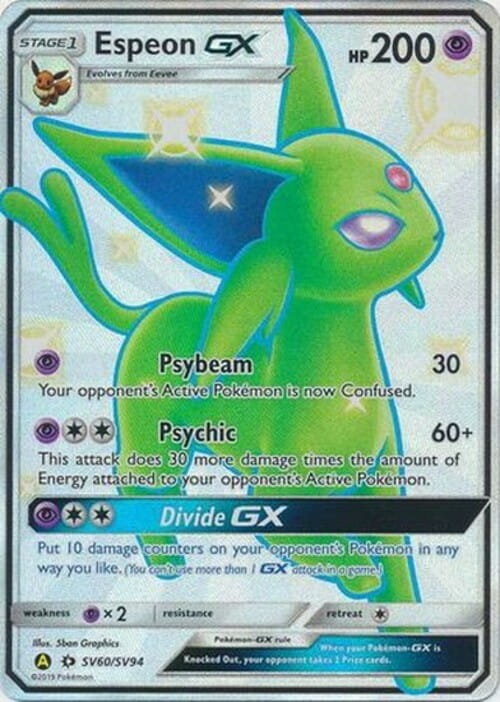 STAGE 1 Espeon GX HP 200
Evolves from Eevee
Psybeam 30
Your opponent's Active Pokémon is now Confused.
Psychic 60+
This attack does 30 more damage times the amount of
Energy attached to your opponent's Active Pokémon.
Divide GX
Put 10 damage counters on your opponent's Pokémon in any
way you like. (You can't use more than 1 GX attack in a game.)
weakness ×2 resistance retreat
Illus. 5ban Graphics
Pokémon-GX rule
When your Pokémon-GX is
Knocked Out, your opponent takes 2 Prize cards.
A SV60/SV94
©2019 Pokémon